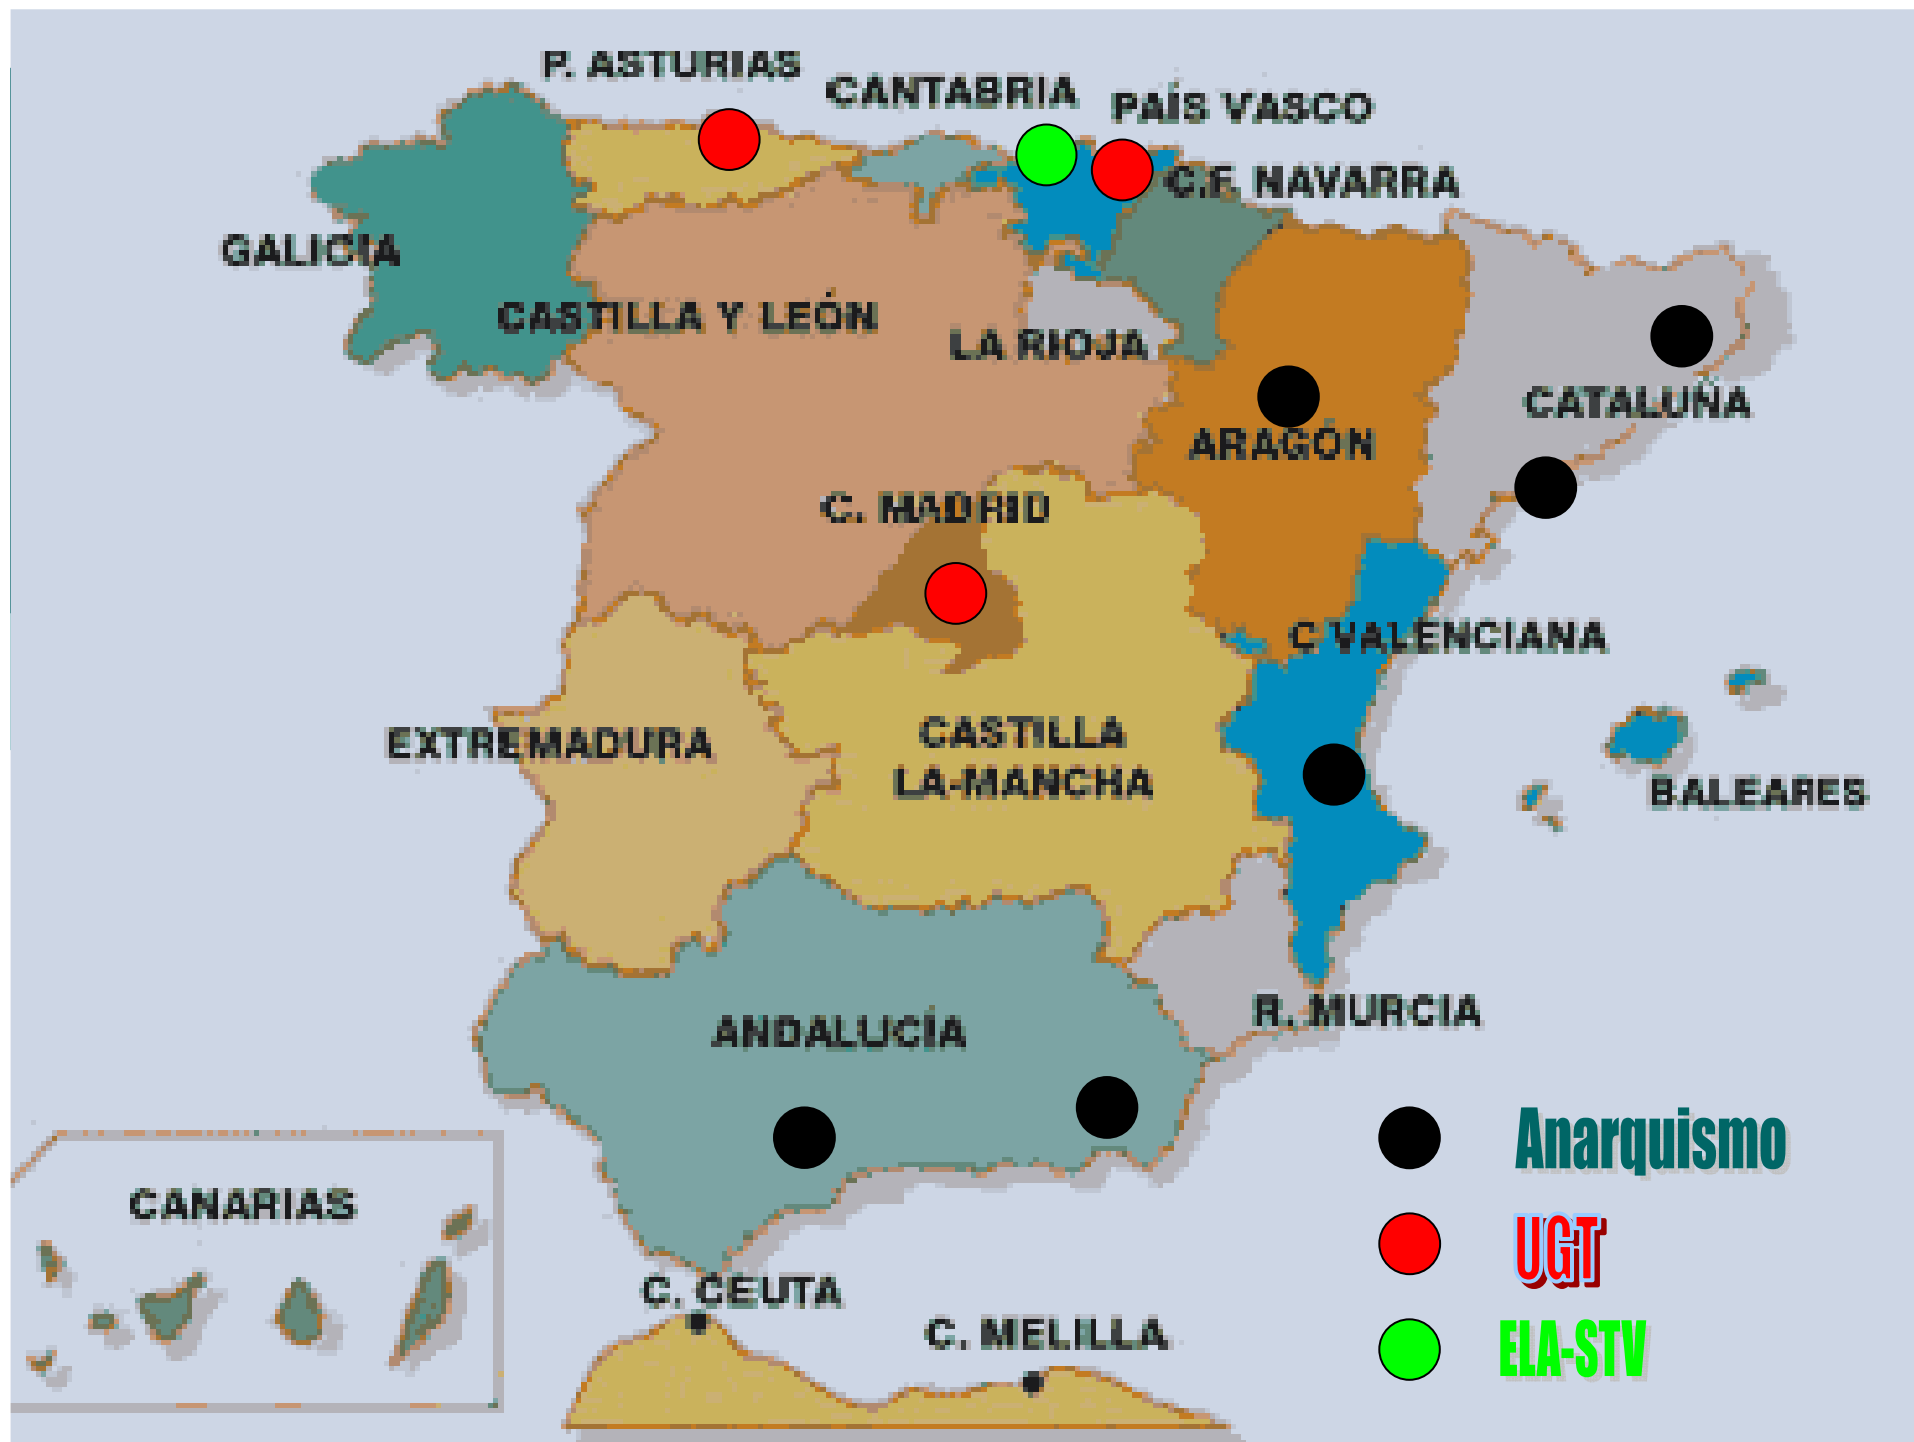 P. ASTURIAS
CANTABRIA
PAÍS VASCO
C.F. NAVARRA
GALICIA
CASTILLA Y LEÓN
LA RIOJA
CATALUÑA
ARAGÓN
C. MADRID
C VALENCIANA
EXTREMADURA
CASTILLA
LA-MANCHA
BALEARES
R. MURCIA
ANDALUCÍA
Anarquismo
CANARIAS
UGT
C. CEUTA
C. MELILLA
ELA-STV